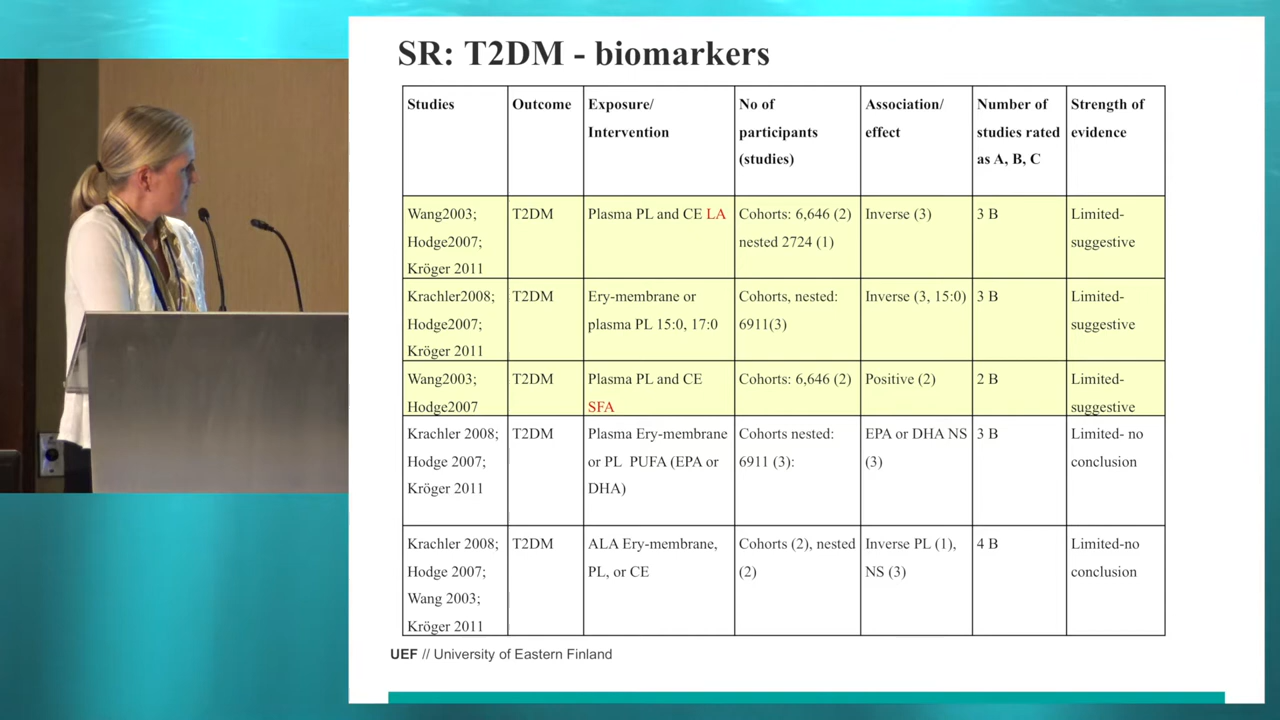 SR: T2DM - biomarkers
Studies
Outcome
Exposure/
Intervention
No of
participants
(studies)
Association/
effect
Number of
studies rated
as A, B, C
Strength of
evidence
Wang2003;
Hodge2007;
Kröger 2011
T2DM
Plasma PL and CE LA
Cohorts: 6,646 (2)
nested 2724 (1)
Inverse (3)
3 B
Limited-
suggestive
Krachler2008;
Hodge2007;
Kröger 2011
T2DM
Ery-membrane or
plasma PL 15:0, 17:0
Cohorts, nested:
6911(3)
Inverse (3, 15:0)
3 B
Limited-
suggestive
Wang2003;
Hodge2007
T2DM
Plasma PL and CE
SFA
Cohorts: 6,646 (2)
Positive (2)
2 B
Limited-
suggestive
Krachler 2008;
Hodge 2007;
Kröger 2011
T2DM
Plasma Ery-membrane
or PL PUFA (EPA or
DHA)
Cohorts nested:
6911 (3):
EPA or DHA NS
(3)
3 B
Limited- no
conclusion
Krachler 2008;
Hodge 2007;
Wang 2003;
Kröger 2011
T2DM
ALA Ery-membrane,
PL, or CE
Cohorts (2), nested
(2)
Inverse PL (1),
NS (3)
4 B
Limited-no
conclusion
UEF // University of Eastern Finland